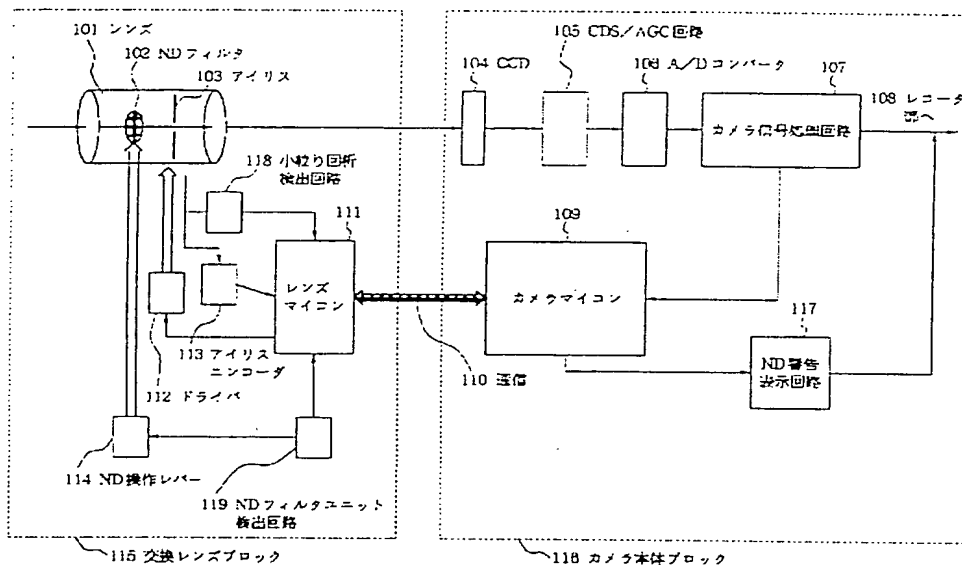 101 レンズ
102 NDフィルタ
103 アイリス
104 CCD
105 CDS/AGC回路
106 A/Dコンバータ
107
カメラ信号処理回路
108 レコーダ
部へ
118 小絞り回折
検出回路
111
レンズ
マイコン
109
カメラマイコン
117
ND警告
表示回路
113 アイリス
エンコーダ
112 ドライバ
110 通信
114 ND操作レバー
119 NDフィルタユニット
検出回路
115 交換レンズブロック
116 カメラ本体ブロック